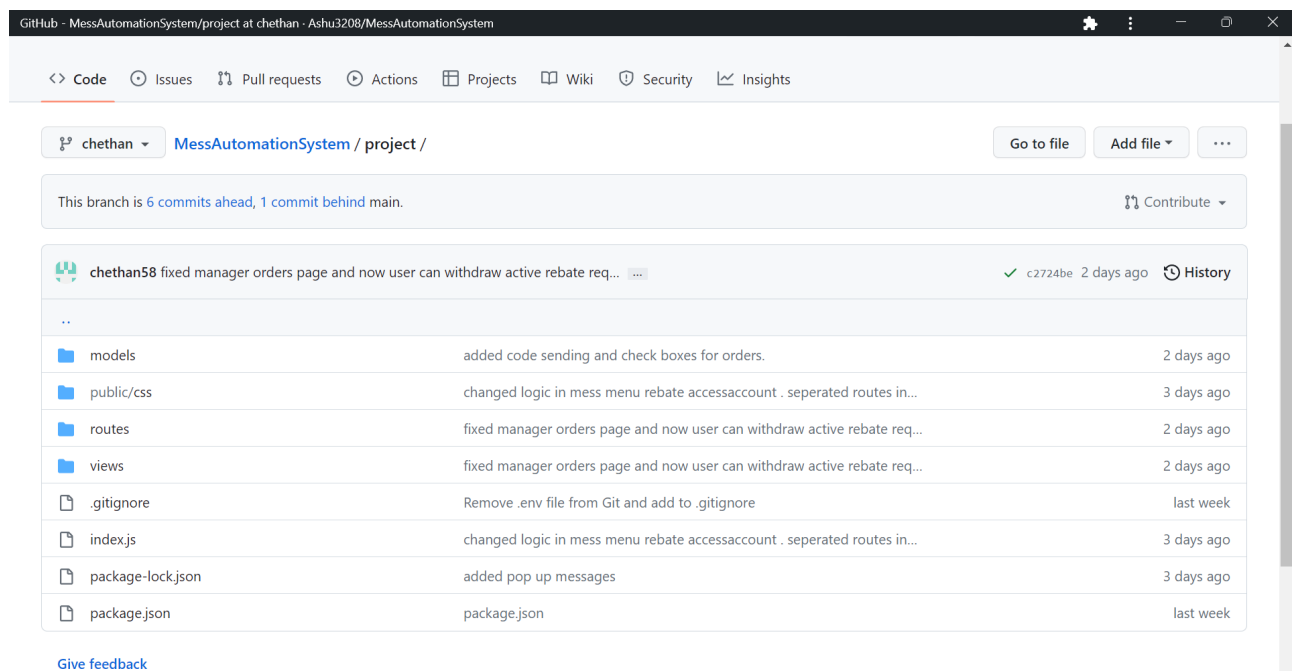 GitHub - MessAutomationSystem/project at chethan · Ashu3208/MessAutomationSystem
<> Code Issues Pull requests Actions Projects Wiki Security Insights
chethan MessAutomationSystem / project / Go to file Add file ...
This branch is 6 commits ahead, 1 commit behind main. Contribute
chethan58 fixed manager orders page and now user can withdraw active rebate req... ... c2724be 2 days ago History
..
models added code sending and check boxes for orders. 2 days ago
public/css changed logic in mess menu rebate accessaccount . seperated routes in... 3 days ago
routes fixed manager orders page and now user can withdraw active rebate req... 2 days ago
views fixed manager orders page and now user can withdraw active rebate req... 2 days ago
.gitignore Remove .env file from Git and add to .gitignore last week
index.js changed logic in mess menu rebate accessaccount . seperated routes in... 3 days ago
package-lock.json added pop up messages 3 days ago
package.json package.json last week
Give feedback